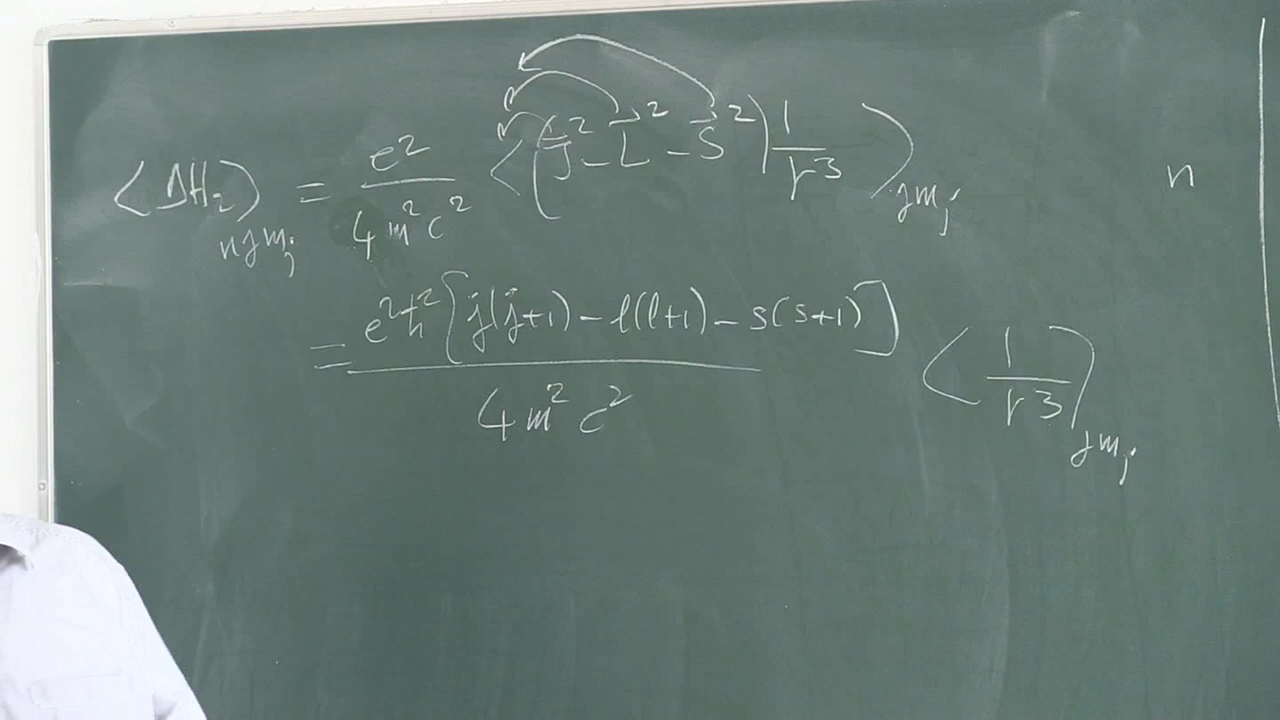 ⟨ΔH₂⟩ₙⱼₘⱼ = e²/4m²c² ⟨(J⃗² − L⃗² − S⃗²) 1/r³⟩ⱼₘⱼ n
= e²ħ² [j(j+1) − l(l+1) − s(s+1)] / 4m²c² ⟨1/r³⟩ⱼₘⱼ